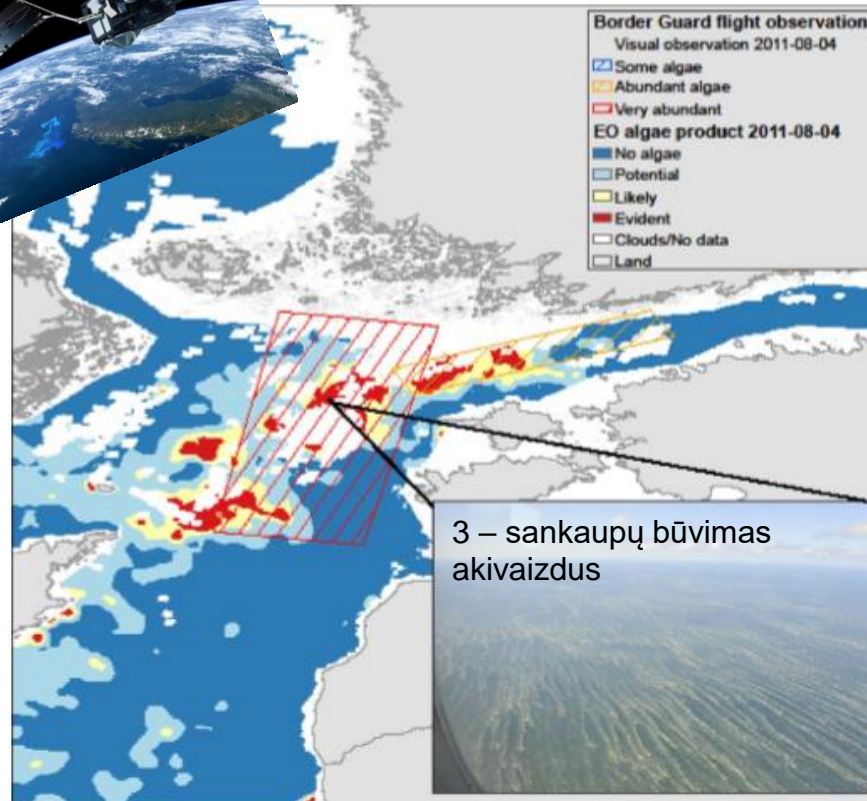 Border Guard flight observation
Visual observation 2011-08-04
Some algae
Abundant algae
Very abundant
EO algae product 2011-08-04
No algae
Potential
Likely
Evident
Clouds/No data
Land
3 – sankaupų būvimas
akivaizdus